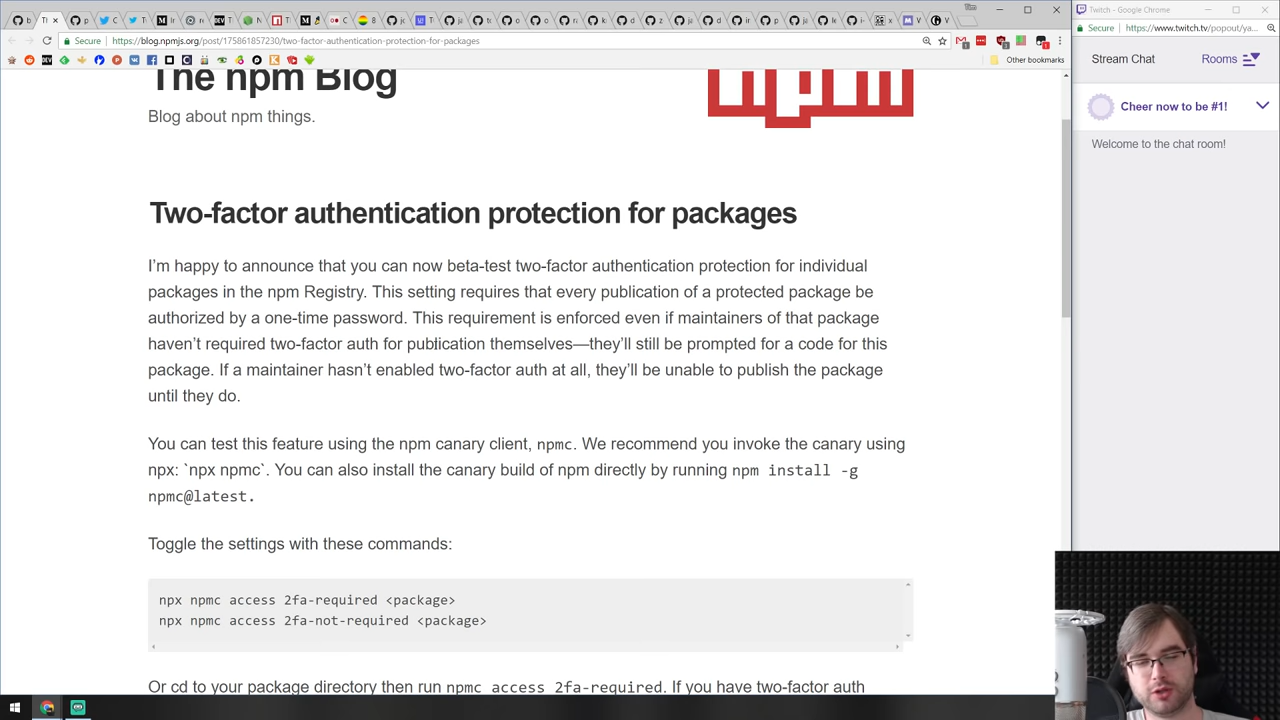 Secure
https://blog.npmjs.org/post/175861857230/two-factor-authentication-protection-for-packages
Other bookmarks
The npm Blog
Blog about npm things.
npm
Two-factor authentication protection for packages
I'm happy to announce that you can now beta-test two-factor authentication protection for individual
packages in the npm Registry. This setting requires that every publication of a protected package be
authorized by a one-time password. This requirement is enforced even if maintainers of that package
haven't required two-factor auth for publication themselves—they'll still be prompted for a code for this
package. If a maintainer hasn't enabled two-factor auth at all, they'll be unable to publish the package
until they do.
You can test this feature using the npm canary client, npmc. We recommend you invoke the canary using
npx: `npx npmc`. You can also install the canary build of npm directly by running npm install -g
npmc@latest.
Toggle the settings with these commands:
npx npmc access 2fa-required <package>
npx npmc access 2fa-not-required <package>
Or cd to your package directory then run npmc access 2fa-required. If you have two-factor auth
Twitch - Google Chrome
Secure
https://www.twitch.tv/popout/ya...
Stream Chat
Rooms
Cheer now to be #1!
Welcome to the chat room!